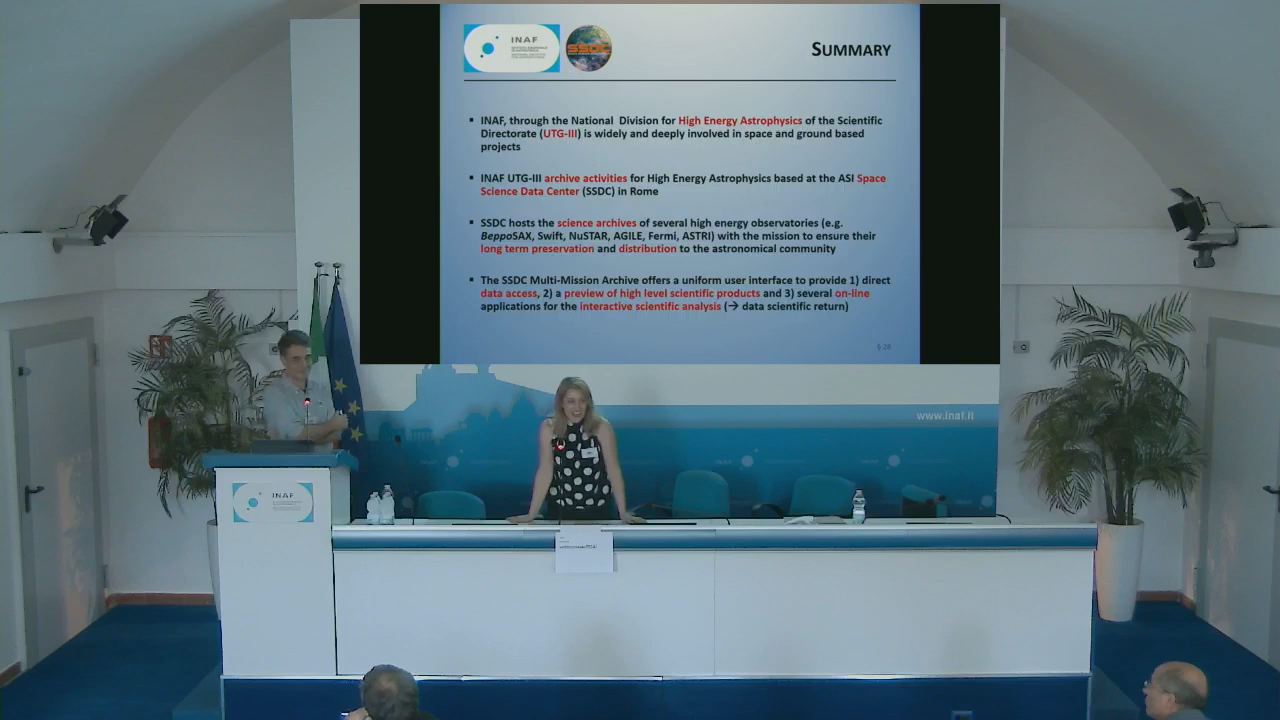 INAF
SSDC
SUMMARY
▪ INAF, through the National Division for High Energy Astrophysics of the Scientific
Directorate (UTG-III) is widely and deeply involved in space and ground based
projects
▪ INAF UTG-III archive activities for High Energy Astrophysics based at the ASI Space
Science Data Center (SSDC) in Rome
▪ SSDC hosts the science archives of several high energy observatories (e.g.
BeppoSAX, Swift, NuSTAR, AGILE, Fermi, ASTRI) with the mission to ensure their
long term preservation and distribution to the astronomical community
▪ The SSDC Multi-Mission Archive offers a uniform user interface to provide 1) direct
data access, 2) a preview of high level scientific products and 3) several on-line
applications for the interactive scientific analysis (→ data scientific return)
www.inaf.it
INAF